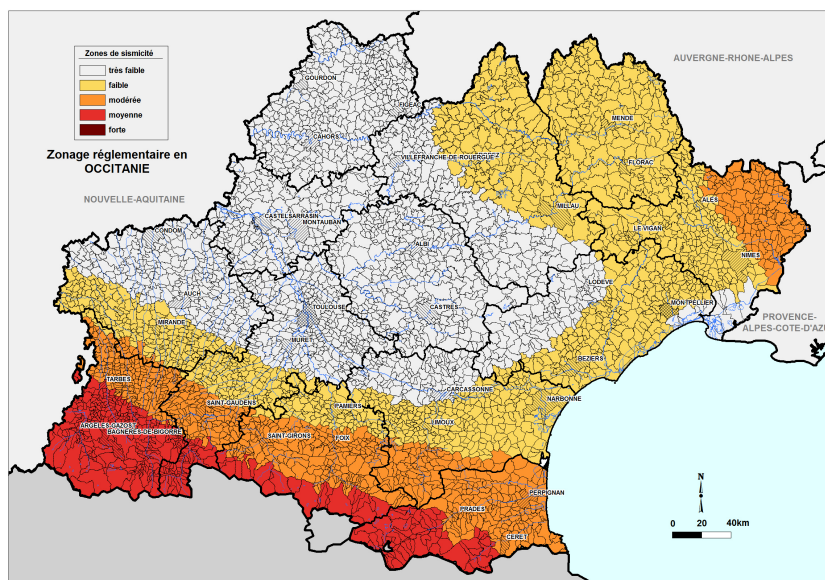 Zones de sismicité
très faible
faible
modérée
moyenne
forte
Zonage réglementaire en
OCCITANIE
AUVERGNE-RHONE-ALPES
NOUVELLE-AQUITAINE
PROVENCE-
ALPES-COTE-D'AZU
GOURDON
FIGEAC
CAHORS
MENDE
VILLEFRANCHE-DE-ROUERGUE
FLORAC
ALES
CASTELSARRASIN
MONTAUBAN
MILLAU
LE-VIGAN
CONDOM
ALBI
NIMES
LODEVE
AUCH
TOULOUSE
CASTRES
MONTPELLIER
MIRANDE
MURET
BEZIERS
TARBES
CARCASSONNE
SAINT-GAUDENS
PAMIERS
NARBONNE
LIMOUX
ARGELES-GAZOST
BAGNERES-DE-BIGORRE
SAINT-GIRONS
FOIX
PERPIGNAN
PRADES
CERET
N
0 20 40km